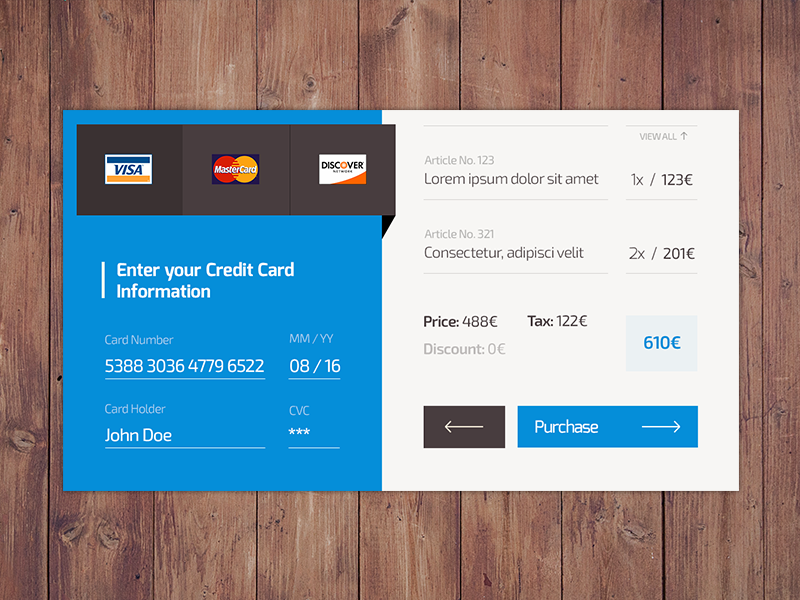 VISA
MasterCard
DISCOVER
NETWORK
Enter your Credit Card
Information
Card Number
MM / YY
5388 3036 4779 6522
08 / 16
Card Holder
CVC
John Doe
***
VIEW ALL ↑
Article No. 123
Lorem ipsum dolor sit amet
1x / 123€
Article No. 321
Consectetur, adipisci velit
2x / 201€
Price: 488€
Tax: 122€
Discount: 0€
610€
Purchase